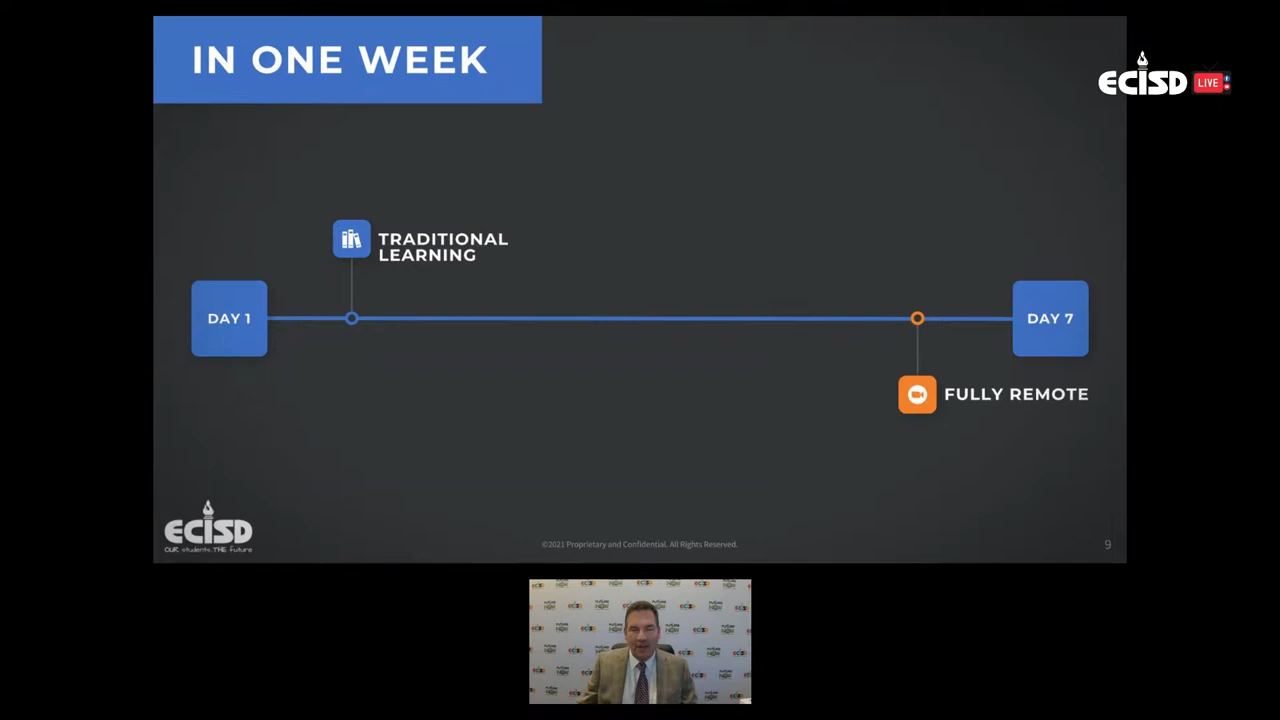 IN ONE WEEK
ECISD
LIVE
TRADITIONAL
LEARNING
DAY 1
DAY 7
FULLY REMOTE
ECISD
OUR students.THE future
©2021 Proprietary and Confidential. All Rights Reserved.
9